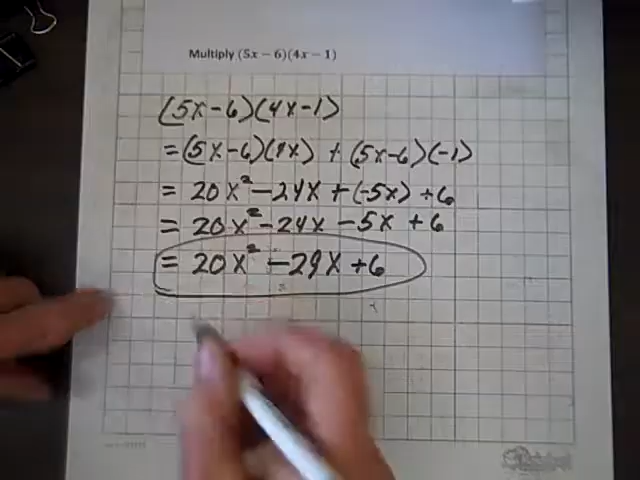 Multiply (5x − 6)(4x − 1)
(5x-6)(4x-1)
=(5x-6)(4x) + (5x-6)(-1)
= 20x² - 24x + (-5x) + 6
= 20x² - 24x - 5x + 6
= 20x² - 29x + 6